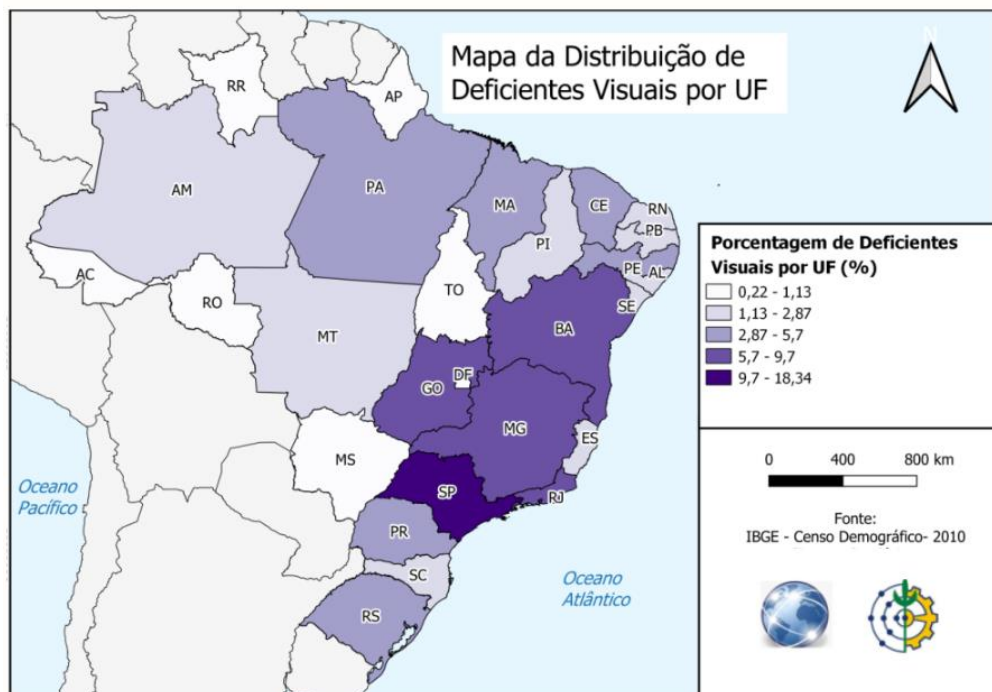 Mapa da Distribuição de
Deficientes Visuais por UF
N
RR
AP
AM
PA
MA
CE
RN
PB
PI
PE
AL
AC
TO
SE
RO
BA
MT
DF
GO
MG
ES
MS
SP
RJ
PR
SC
RS
Oceano
Pacífico
Oceano
Atlântico
Porcentagem de Deficientes
Visuais por UF (%)
0,22 - 1,13
1,13 - 2,87
2,87 - 5,7
5,7 - 9,7
9,7 - 18,34
0 400 800 km
Fonte:
IBGE - Censo Demográfico- 2010